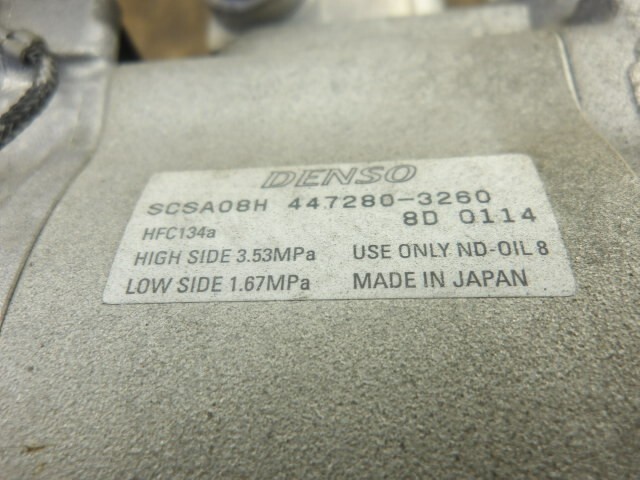 DENSO
SCSA08H 447280-3260
8D 0114
HFC134a
HIGH SIDE 3.53MPa USE ONLY ND-OIL 8
LOW SIDE 1.67MPa MADE IN JAPAN